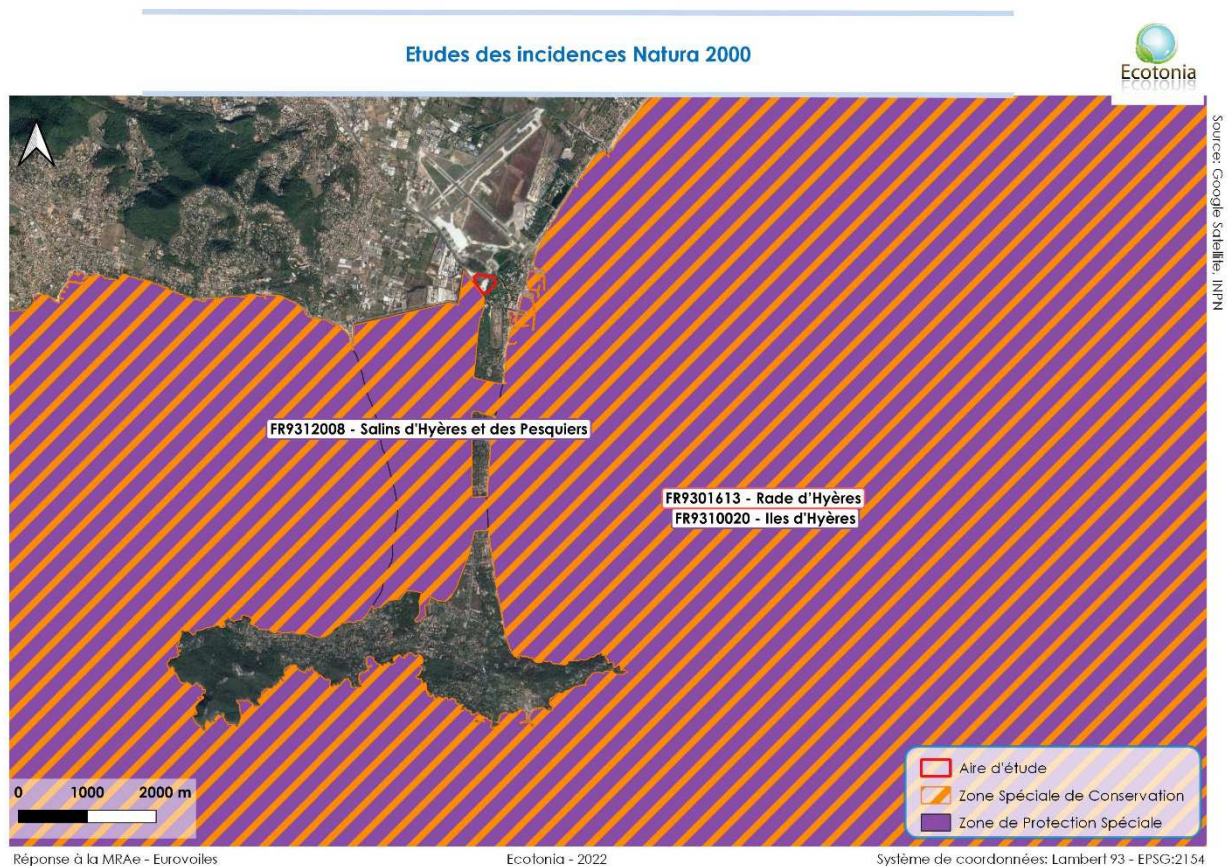 Etudes des incidences Natura 2000
Ecotonia
Source: Google Satellite, INPN
FR9312008 - Salins d'Hyères et des Pesquiers
FR9301613 - Rade d'Hyères
FR9310020 - Iles d'Hyères
0 1000 2000 m
Aire d'étude
Zone Spéciale de Conservation
Zone de Protection Spéciale
Réponse à la MRAe - Eurovoiles
Ecotonia - 2022
Système de coordonnées: Lambert 93 - EPSG:2154